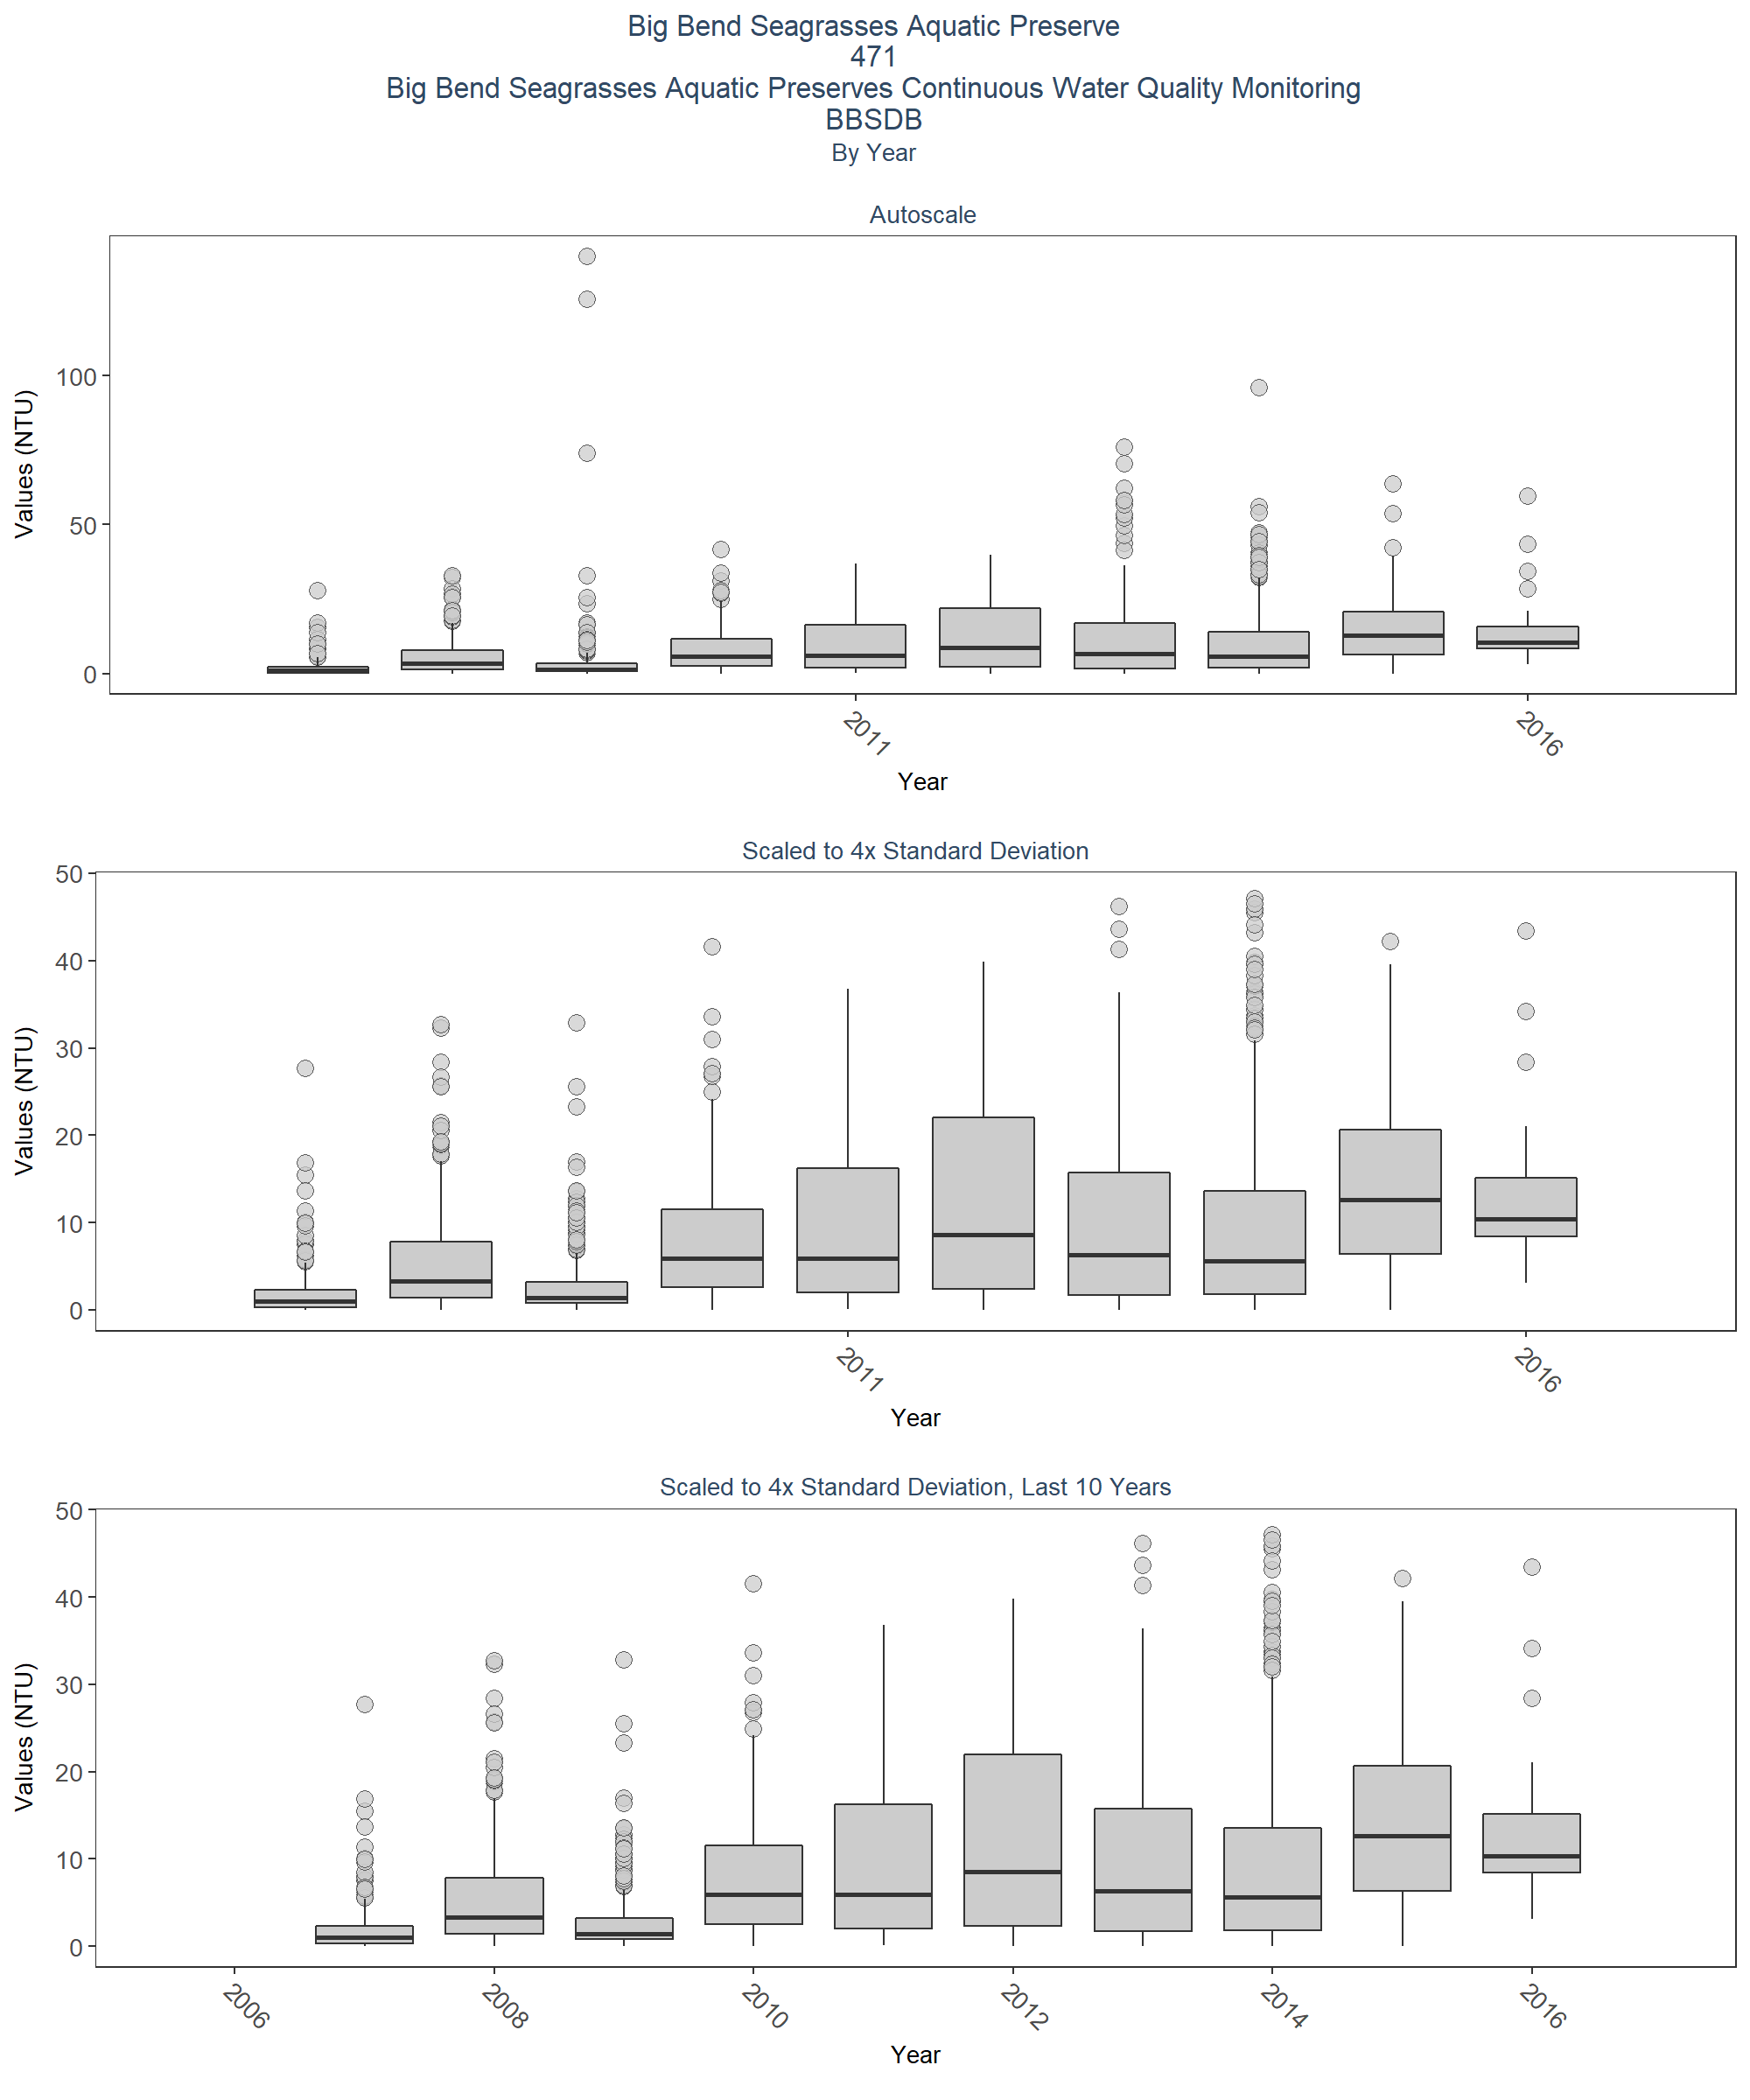 Big Bend Seagrasses Aquatic Preserve
471
Big Bend Seagrasses Aquatic Preserves Continuous Water Quality Monitoring
BBSDB
By Year
Autoscale
Values (NTU)
100
50
0
2011
2016
Year
Scaled to 4x Standard Deviation
Values (NTU)
50
40
30
20
10
0
2011
2016
Year
Scaled to 4x Standard Deviation, Last 10 Years
Values (NTU)
50
40
30
20
10
0
2006
2008
2010
2012
2014
2016
Year